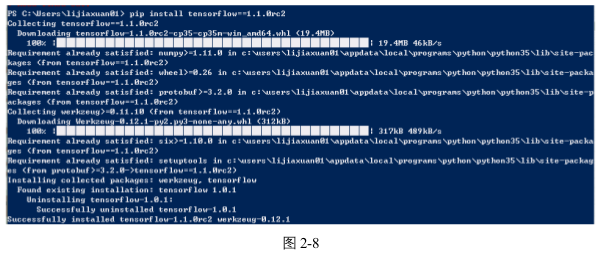 PS C:\Users\lijiaxuan01> pip install tensorflow==1.1.0rc2
Collecting tensorflow==1.1.0rc2
Downloading tensorflow-1.1.0rc2-cp35-cp35m-win_amd64.whl (19.4MB)
100% |################################| 19.4MB 46kB/s
Requirement already satisfied: numpy>=1.11.0 in c:\users\lijiaxuan01\appdata\local\programs\python\python35\lib\site-pac
kages (from tensorflow==1.1.0rc2)
Requirement already satisfied: wheel>=0.26 in c:\users\lijiaxuan01\appdata\local\programs\python\python35\lib\site-packa
ges (from tensorflow==1.1.0rc2)
Requirement already satisfied: protobuf>=3.2.0 in c:\users\lijiaxuan01\appdata\local\programs\python\python35\lib\site-p
ackages (from tensorflow==1.1.0rc2)
Collecting werkzeug>=0.11.10 (from tensorflow==1.1.0rc2)
Downloading Werkzeug-0.12.1-py2.py3-none-any.whl (312kB)
100% |################################| 317kB 489kB/s
Requirement already satisfied: six>=1.10.0 in c:\users\lijiaxuan01\appdata\local\programs\python\python35\lib\site-packa
ges (from tensorflow==1.1.0rc2)
Requirement already satisfied: setuptools in c:\users\lijiaxuan01\appdata\local\programs\python\python35\lib\site-packag
es (from protobuf>=3.2.0->tensorflow==1.1.0rc2)
Installing collected packages: werkzeug, tensorflow
Found existing installation: tensorflow 1.0.1
Uninstalling tensorflow-1.0.1:
Successfully uninstalled tensorflow-1.0.1
Successfully installed tensorflow-1.1.0rc2 werkzeug-0.12.1
图 2-8